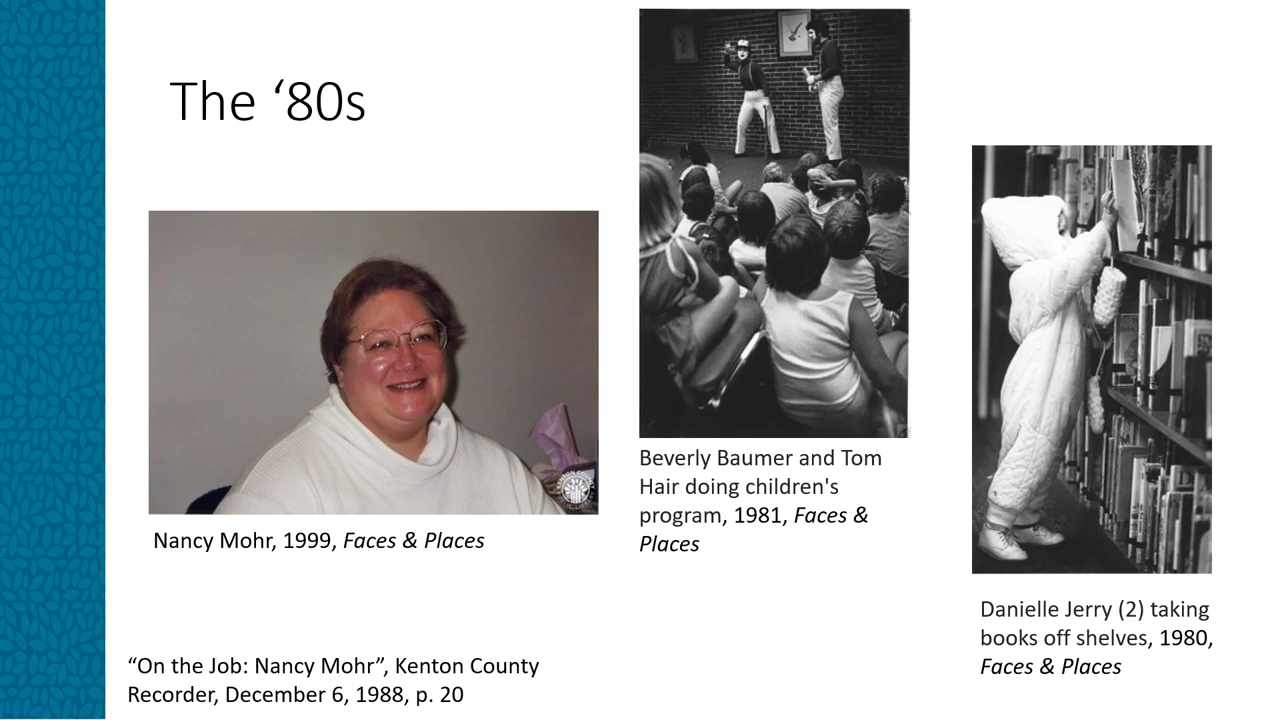 The ‘80s
Nancy Mohr, 1999, Faces & Places
“On the Job: Nancy Mohr”, Kenton County
Recorder, December 6, 1988, p. 20
Beverly Baumer and Tom
Hair doing children's
program, 1981, Faces &
Places
Danielle Jerry (2) taking
books off shelves, 1980,
Faces & Places